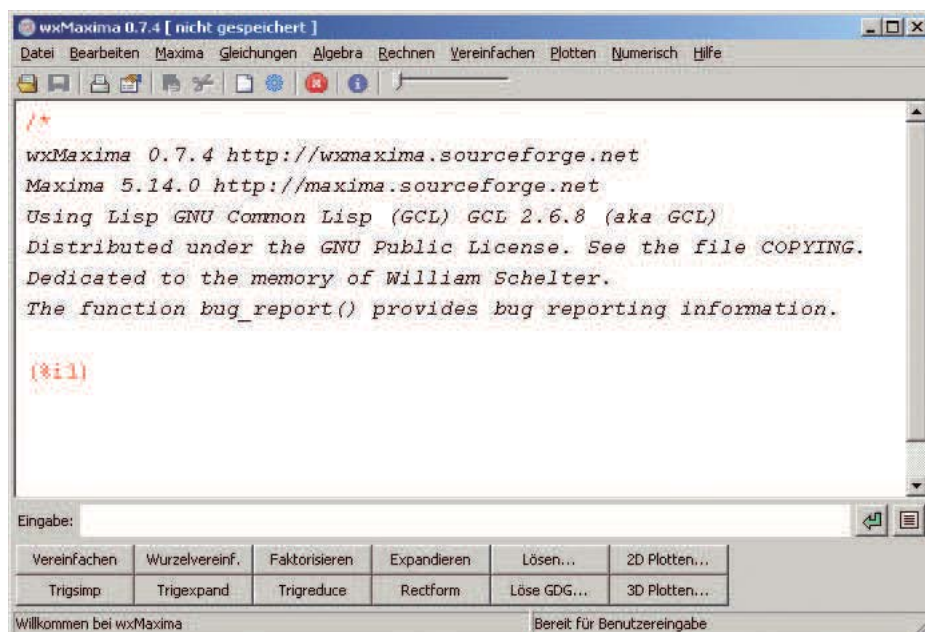 wxMaxima 0.7.4 [ nicht gespeichert ]
Datei Bearbeiten Maxima Gleichungen Algebra Rechnen Vereinfachen Plotten Numerisch Hilfe
/*
wxMaxima 0.7.4 http://wxmaxima.sourceforge.net
Maxima 5.14.0 http://maxima.sourceforge.net
Using Lisp GNU Common Lisp (GCL) GCL 2.6.8 (aka GCL)
Distributed under the GNU Public License. See the file COPYING.
Dedicated to the memory of William Schelter.
The function bug_report() provides bug reporting information.
(%i1)
Eingabe:
Vereinfachen Wurzelvereinf. Faktorisieren Expandieren Lösen... 2D Plotten...
Trigsimp Trigexpand Trigreduce Rectform Löse GDG... 3D Plotten...
Willkommen bei wxMaxima Bereit für Benutzereingabe